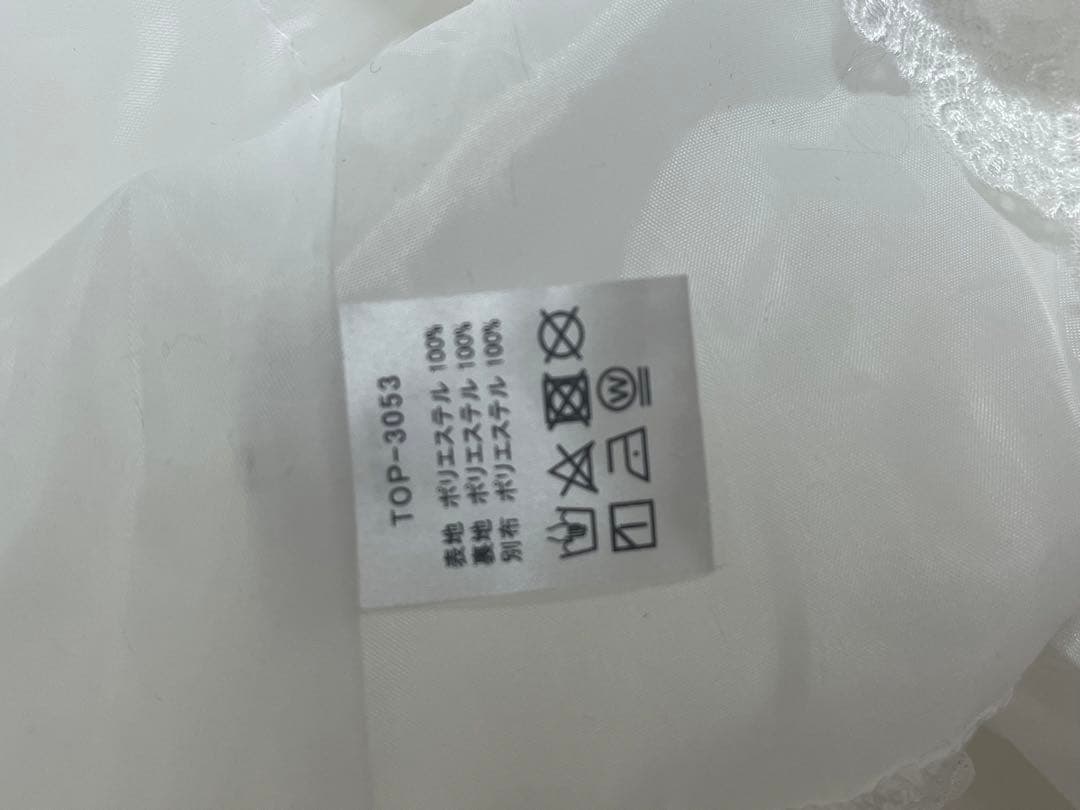 TOP-3053
表地 ポリエステル 100%
裏地 ポリエステル 100%
別布 ポリエステル 100%
W